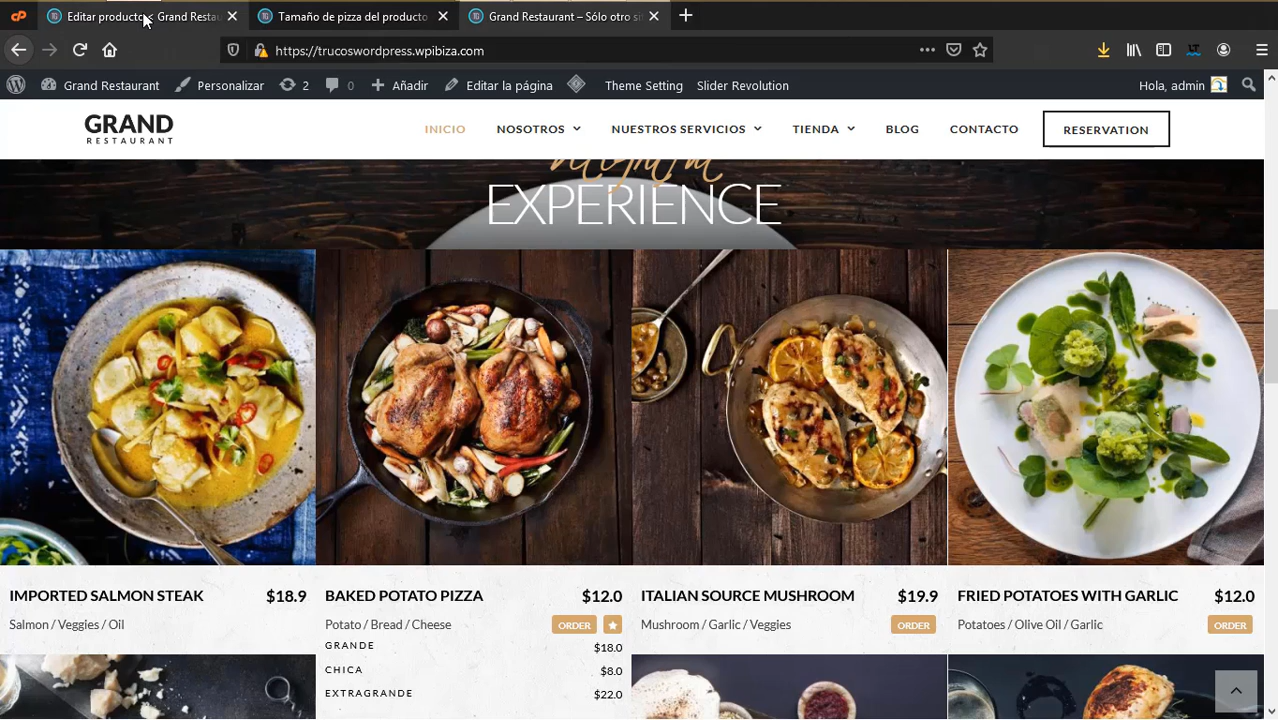 Editar producto ‹ Grand Restau
Tamaño de pizza del producto
Grand Restaurant – Sólo otro si
https://trucoswordpress.wpibiza.com
Grand Restaurant
Personalizar
2
0
Añadir
Editar la página
Theme Setting
Slider Revolution
Hola, admin
GRAND
RESTAURANT
INICIO
NOSOTROS
NUESTROS SERVICIOS
TIENDA
BLOG
CONTACTO
RESERVATION
EXPERIENCE
IMPORTED SALMON STEAK $18.9
Salmon / Veggies / Oil
BAKED POTATO PIZZA $12.0
Potato / Bread / Cheese ORDER
GRANDE $18.0
CHICA $8.0
EXTRAGRANDE $22.0
ITALIAN SOURCE MUSHROOM $19.9
Mushroom / Garlic / Veggies ORDER
FRIED POTATOES WITH GARLIC $12.0
Potatoes / Olive Oil / Garlic ORDER